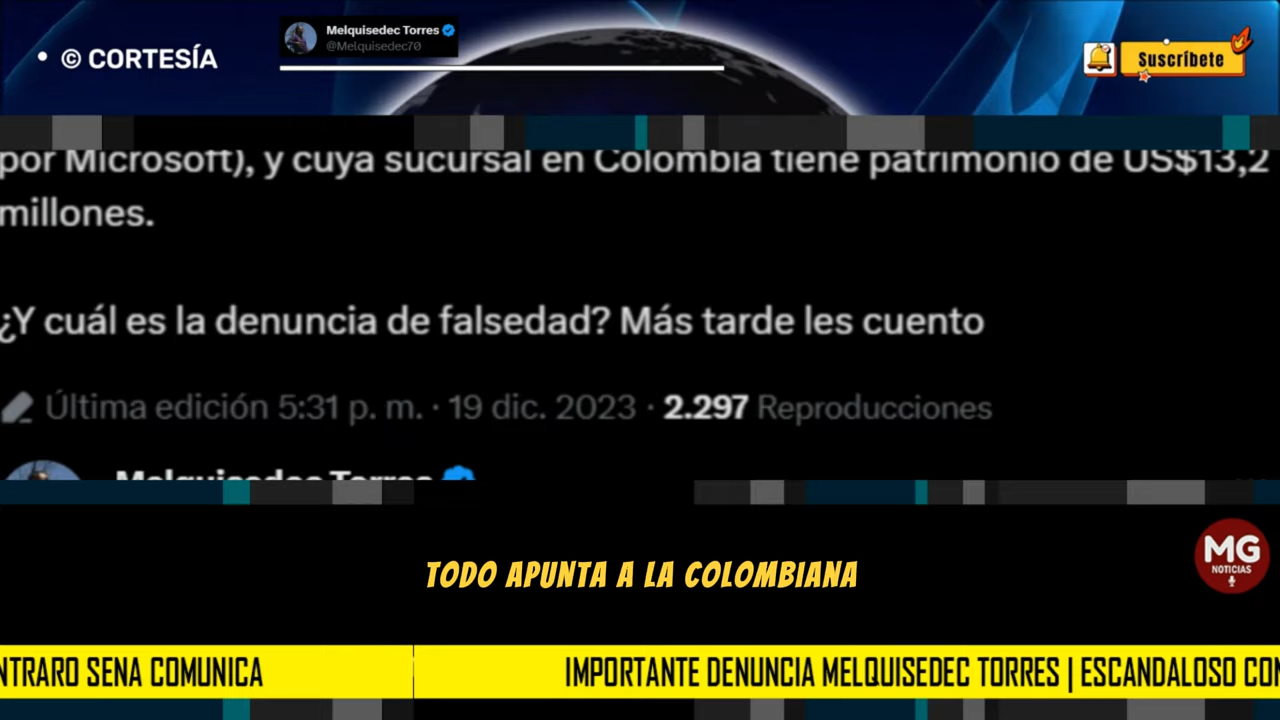 • © CORTESÍA
Melquisedec Torres
@Melquisedec70
Suscríbete
por Microsoft), y cuya sucursal en Colombia tiene patrimonio de US$13,2
millones.
¿Y cuál es la denuncia de falsedad? Más tarde les cuento
Última edición 5:31 p. m. · 19 dic. 2023 · 2.297 Reproducciones
Melquisedec Torres
TODO APUNTA A LA COLOMBIANA
MG
NOTICIAS
NTRARO SENA COMUNICA
IMPORTANTE DENUNCIA MELQUISEDEC TORRES | ESCANDALOSO CON